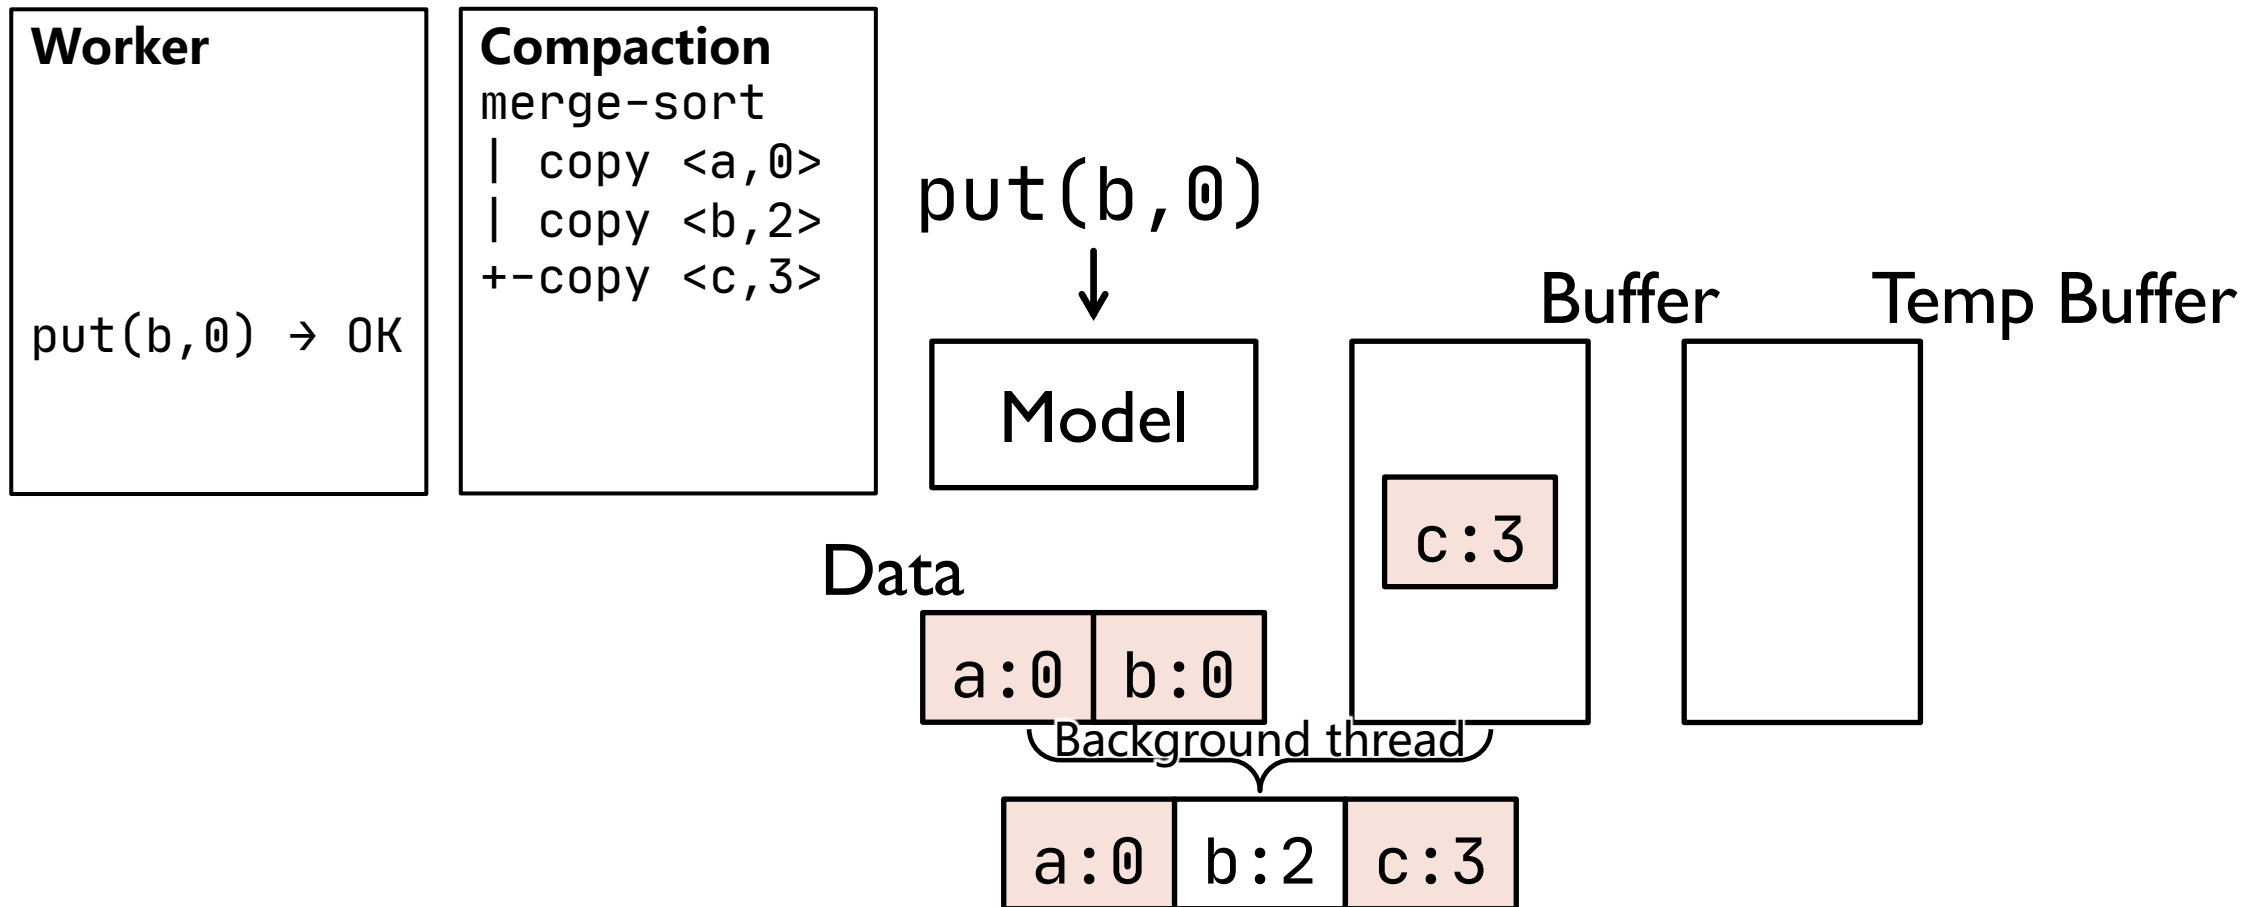 Worker
put(b,0) → OK
Compaction
merge-sort
| copy <a,0>
| copy <b,2>
+-copy <c,3>
put(b,0)
Model
Buffer
Temp Buffer
c:3
Data
a:0 b:0
Background thread
a:0 b:2 c:3